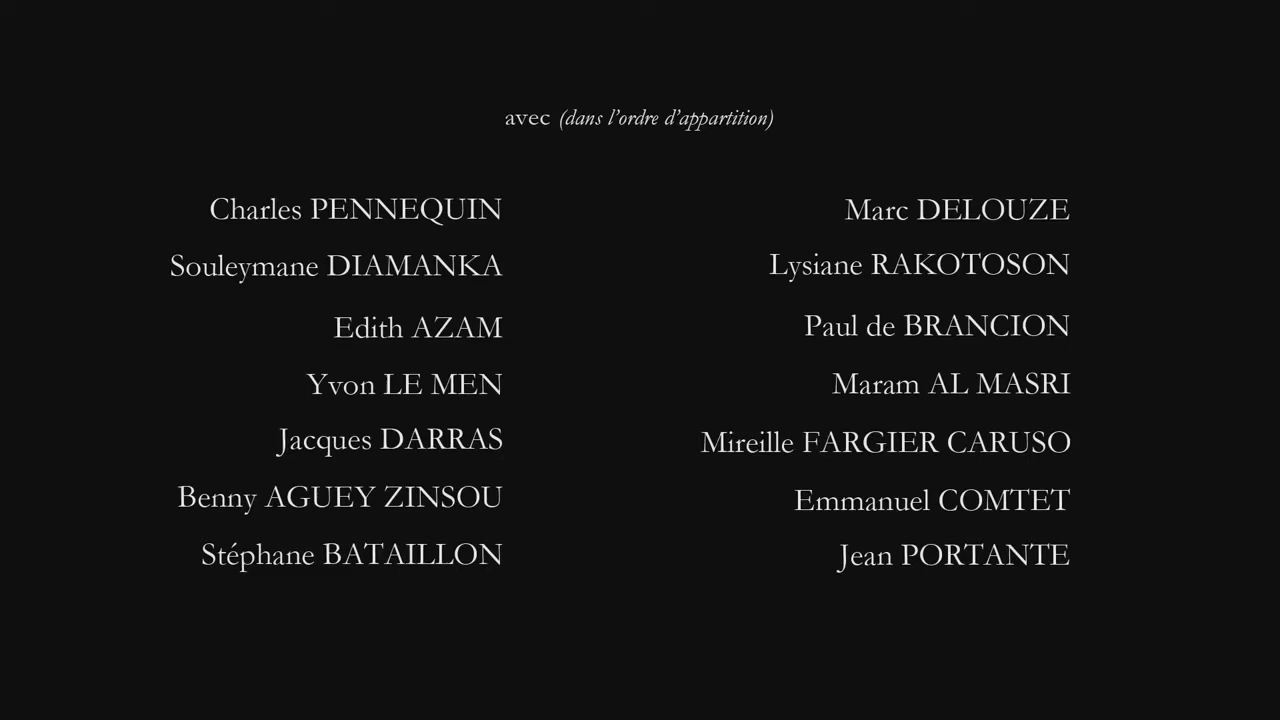 avec (dans l'ordre d'appartition)
Charles PENNEQUIN
Souleymane DIAMANKA
Edith AZAM
Yvon LE MEN
Jacques DARRAS
Benny AGUEY ZINSOU
Stéphane BATAILLON
Marc DELOUZE
Lysiane RAKOTOSON
Paul de BRANCION
Maram AL MASRI
Mireille FARGIER CARUSO
Emmanuel COMTET
Jean PORTANTE